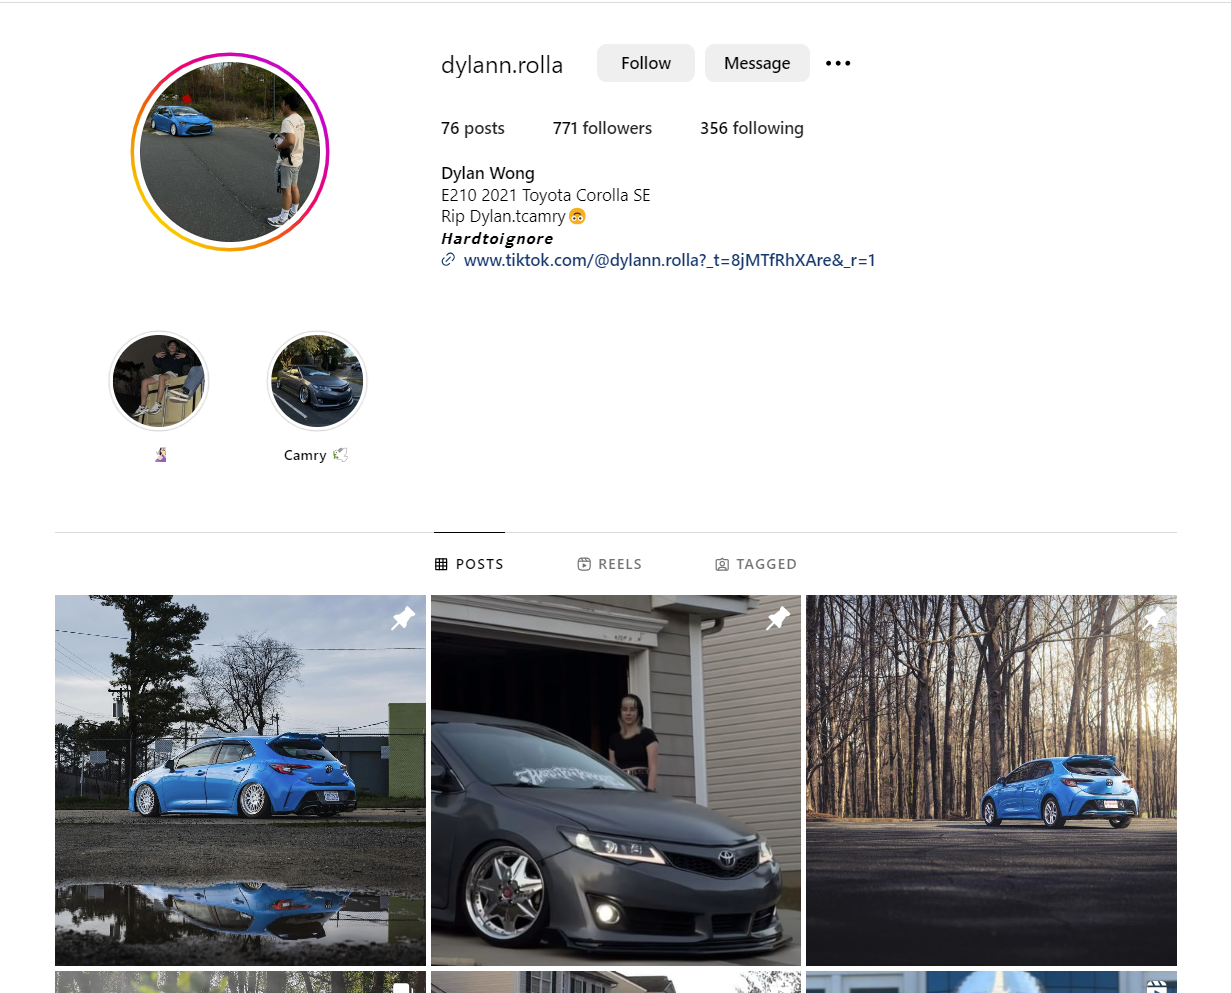 dylann.rolla
Follow
Message
76 posts
771 followers
356 following
Dylan Wong
E210 2021 Toyota Corolla SE
Rip Dylan.tcamry🙃
Hardtoignore
www.tiktok.com/@dylann.rolla?_t=8jMTfRhXAre&_r=1
Camry
POSTS
REELS
TAGGED